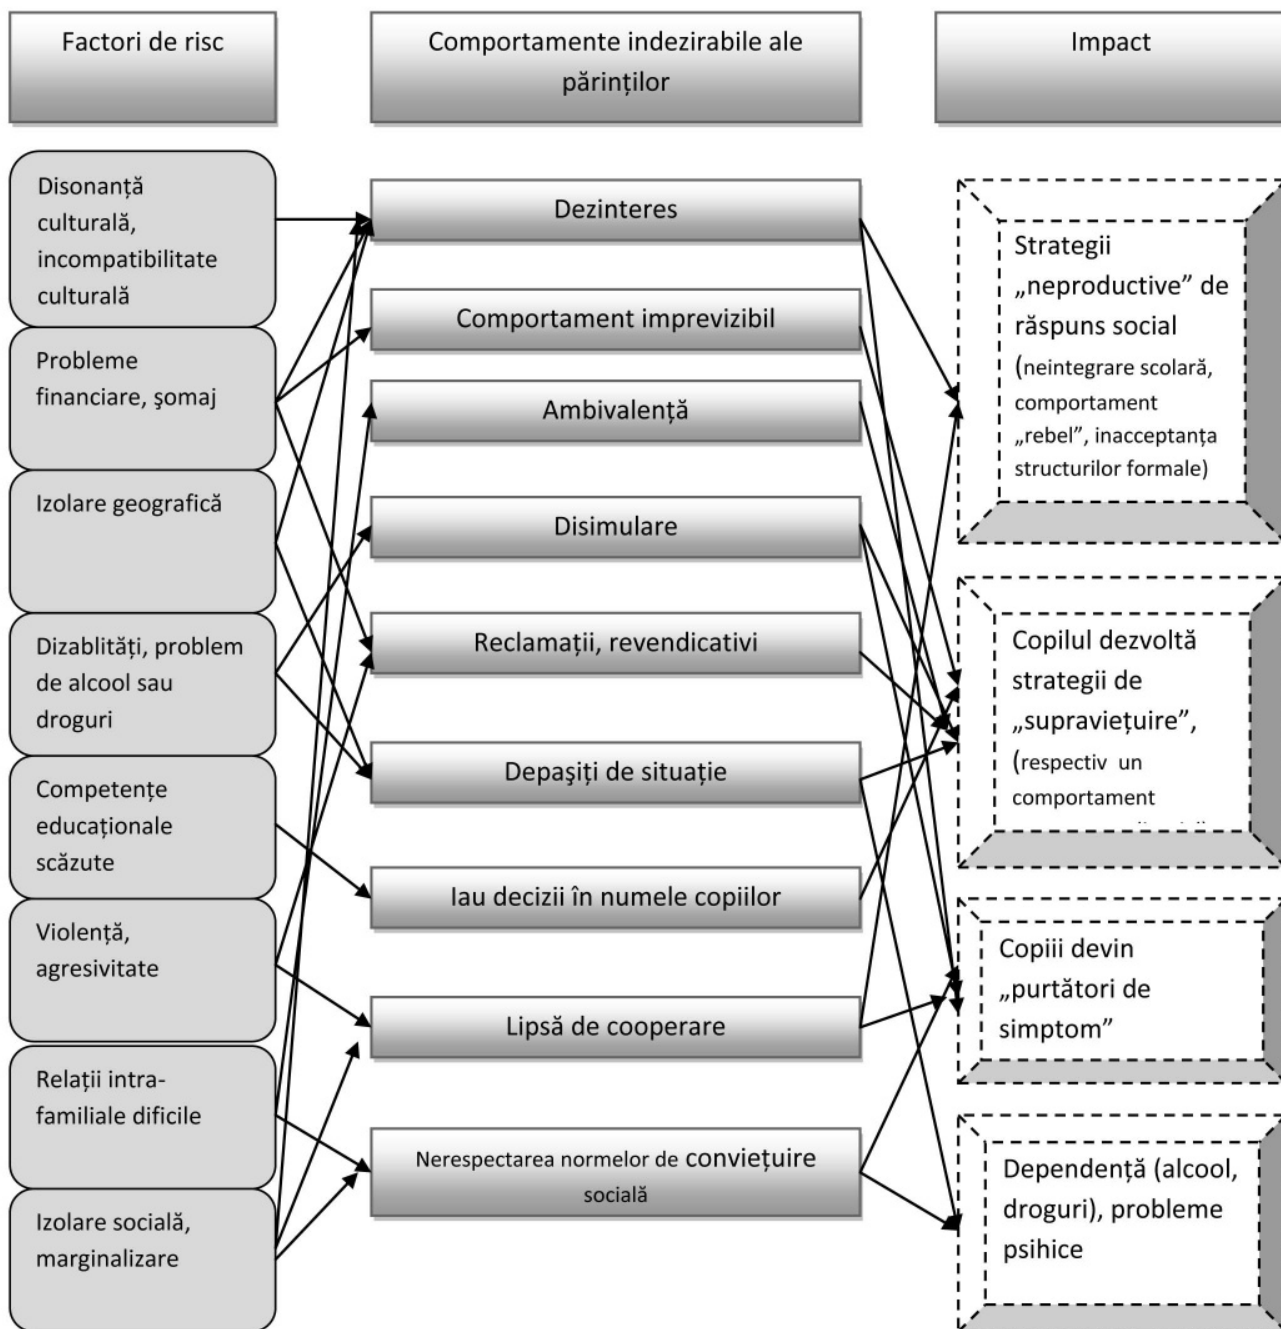 Factori de risc
Comportamente indezirabile ale
părinților
Impact
Disonanță
culturală,
incompatibilitate
culturală
Probleme
financiare, şomaj
Izolare geografică
Dizablități, problem
de alcool sau
droguri
Competențe
educaționale
scăzute
Violență,
agresivitate
Relații intra-
familiale dificile
Izolare socială,
marginalizare
Dezinteres
Comportament imprevizibil
Ambivalență
Disimulare
Reclamații, revendicativi
Depaşiți de situație
Iau decizii în numele copiilor
Lipsă de cooperare
Nerespectarea normelor de conviețuire
socială
Strategii
„neproductive” de
răspuns social
(neintegrare scolară,
comportament
„rebel”, inacceptanța
structurilor formale)
Copilul dezvoltă
strategii de
„supraviețuire”,
(respectiv un
comportament
Copiii devin
„purtători de
simptom”
Dependență (alcool,
droguri), probleme
psihice